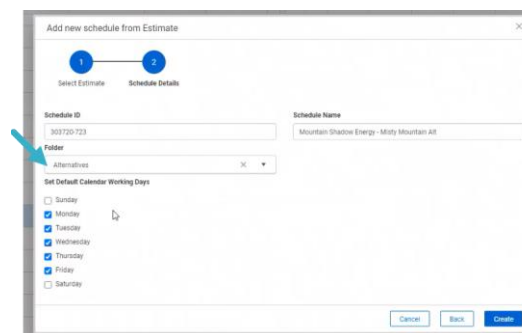 Add new schedule from Estimate
1 2
Select Estimate Schedule Details
Schedule ID Schedule Name
303720-723 Mountain Shadow Energy - Misty Mountain Alt
Folder
Alternatives
Set Default Calendar Working Days
Sunday
Monday
Tuesday
Wednesday
Thursday
Friday
Saturday
Cancel Back Create